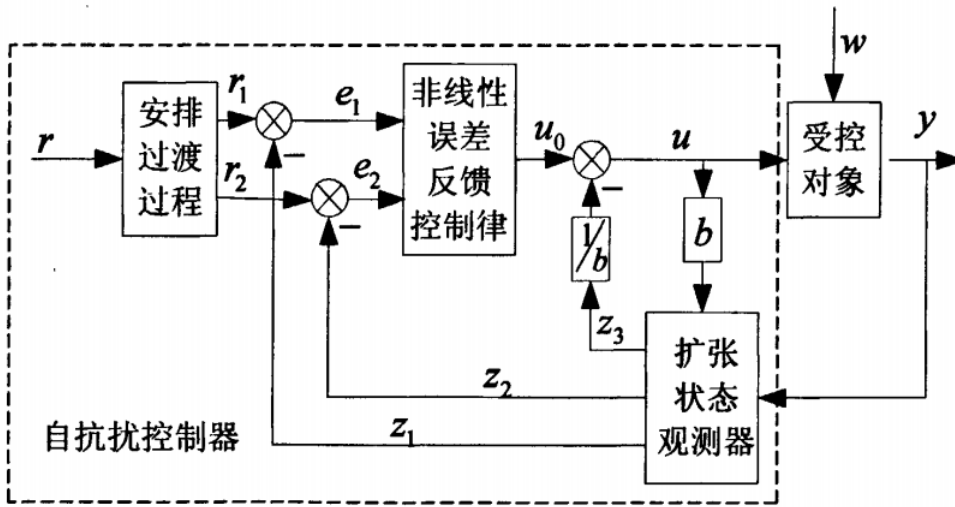 w
r
安排
过渡
过程
r₁
r₂
e₁
e₂
非线性
误差
反馈
控制律
u₀
u
受控
对象
y
1/b
b
z₃
z₂
z₁
扩张
状态
观测器
自抗扰控制器